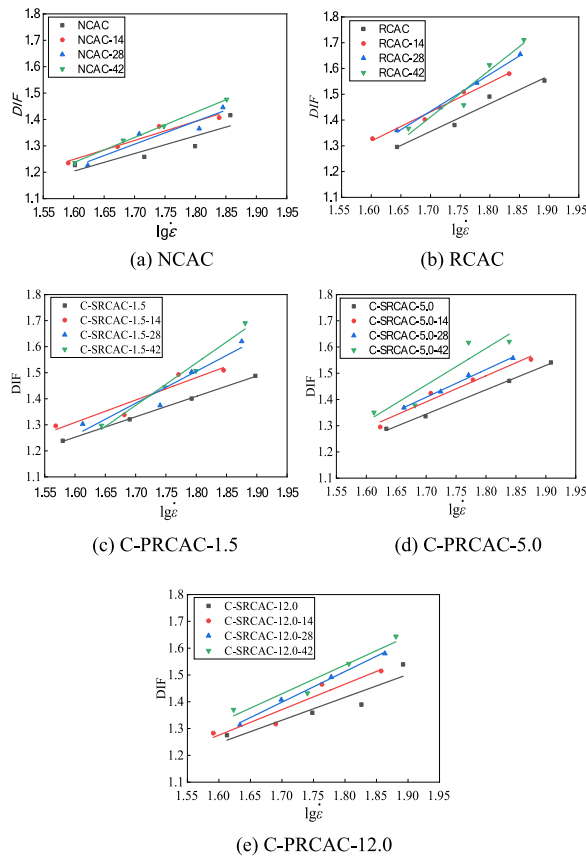 1.8
1.7
1.6
1.5
1.4
1.3
1.2
1.1
DIF
NCAC
NCAC-14
NCAC-28
NCAC-42
1.55 1.60 1.65 1.70 1.75 1.80 1.85 1.90 1.95
lgε̇
(a) NCAC
1.8
1.7
1.6
1.5
1.4
1.3
1.2
1.1
DIF
RCAC
RCAC-14
RCAC-28
RCAC-42
1.55 1.60 1.65 1.70 1.75 1.80 1.85 1.90 1.95
lgε̇
(b) RCAC
1.8
1.7
1.6
1.5
1.4
1.3
1.2
1.1
DIF
C-SRCAC-1.5
C-SRCAC-1.5-14
C-SRCAC-1.5-28
C-SRCAC-1.5-42
1.55 1.60 1.65 1.70 1.75 1.80 1.85 1.90 1.95
lgε̇
(c) C-PRCAC-1.5
1.8
1.7
1.6
1.5
1.4
1.3
1.2
1.1
DIF
C-SRCAC-5.0
C-SRCAC-5.0-14
C-SRCAC-5.0-28
C-SRCAC-5.0-42
1.55 1.60 1.65 1.70 1.75 1.80 1.85 1.90 1.95
lgε̇
(d) C-PRCAC-5.0
1.8
1.7
1.6
1.5
1.4
1.3
1.2
1.1
DIF
C-SRCAC-12.0
C-SRCAC-12.0-14
C-SRCAC-12.0-28
C-SRCAC-12.0-42
1.50 1.55 1.60 1.65 1.70 1.75 1.80 1.85 1.90 1.95
lgε̇
(e) C-PRCAC-12.0